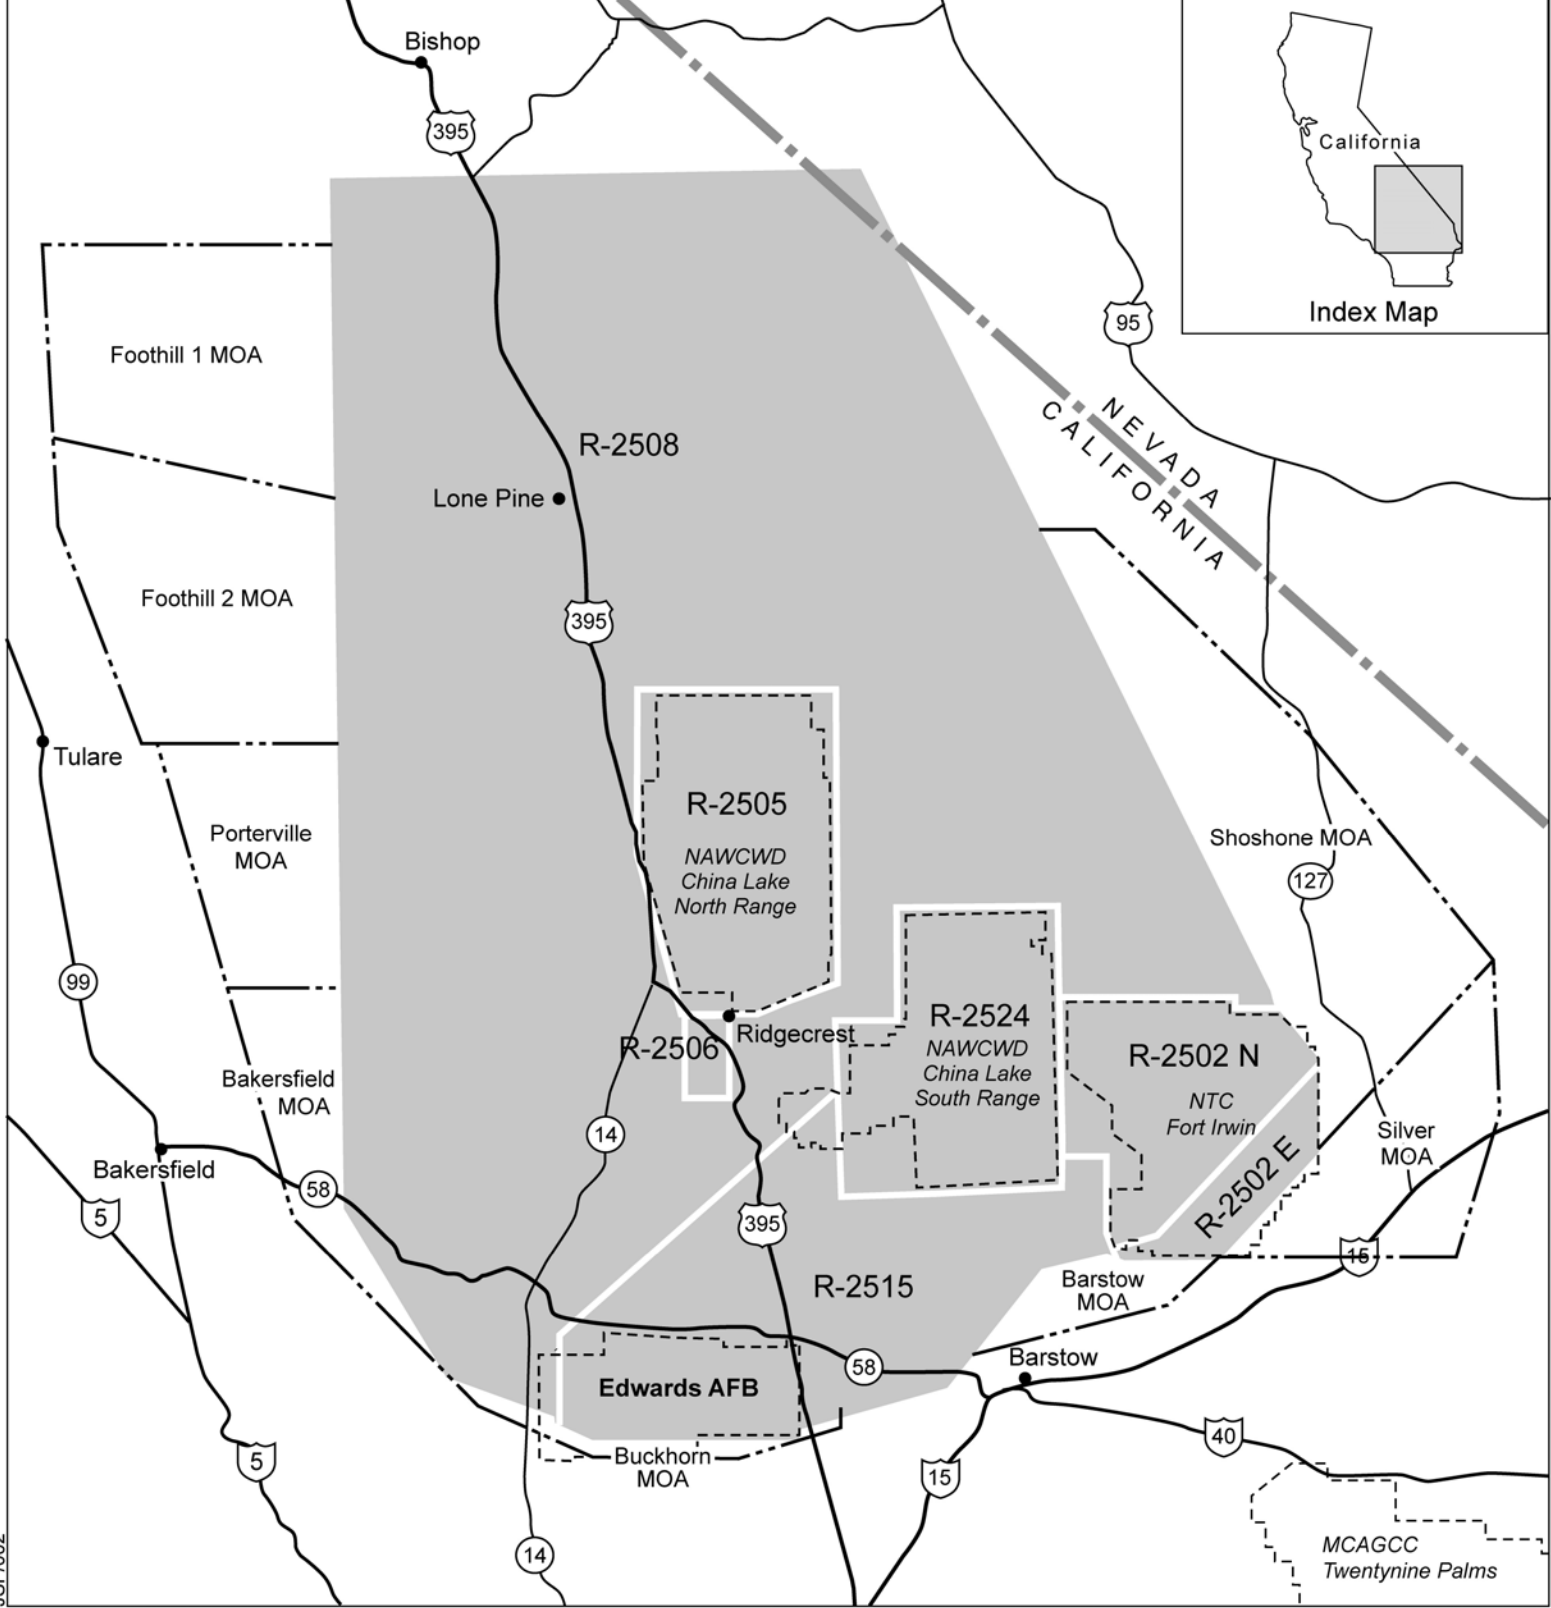 Bishop
395
California
Index Map
95
Foothill 1 MOA
NEVADA
CALIFORNIA
R-2508
Lone Pine
Foothill 2 MOA
395
Tulare
R-2505
Porterville
MOA
Shoshone MOA
NAWCWD
China Lake
North Range
127
99
R-2524
Ridgecrest
R-2506
NAWCWD
China Lake
South Range
R-2502 N
Bakersfield
MOA
NTC
Fort Irwin
14
Silver
MOA
Bakersfield
58
R-2502 E
5
395
15
R-2515
Barstow
MOA
58
Barstow
Edwards AFB
40
Buckhorn
MOA
5
15
14
MCAGCC
Twentynine Palms